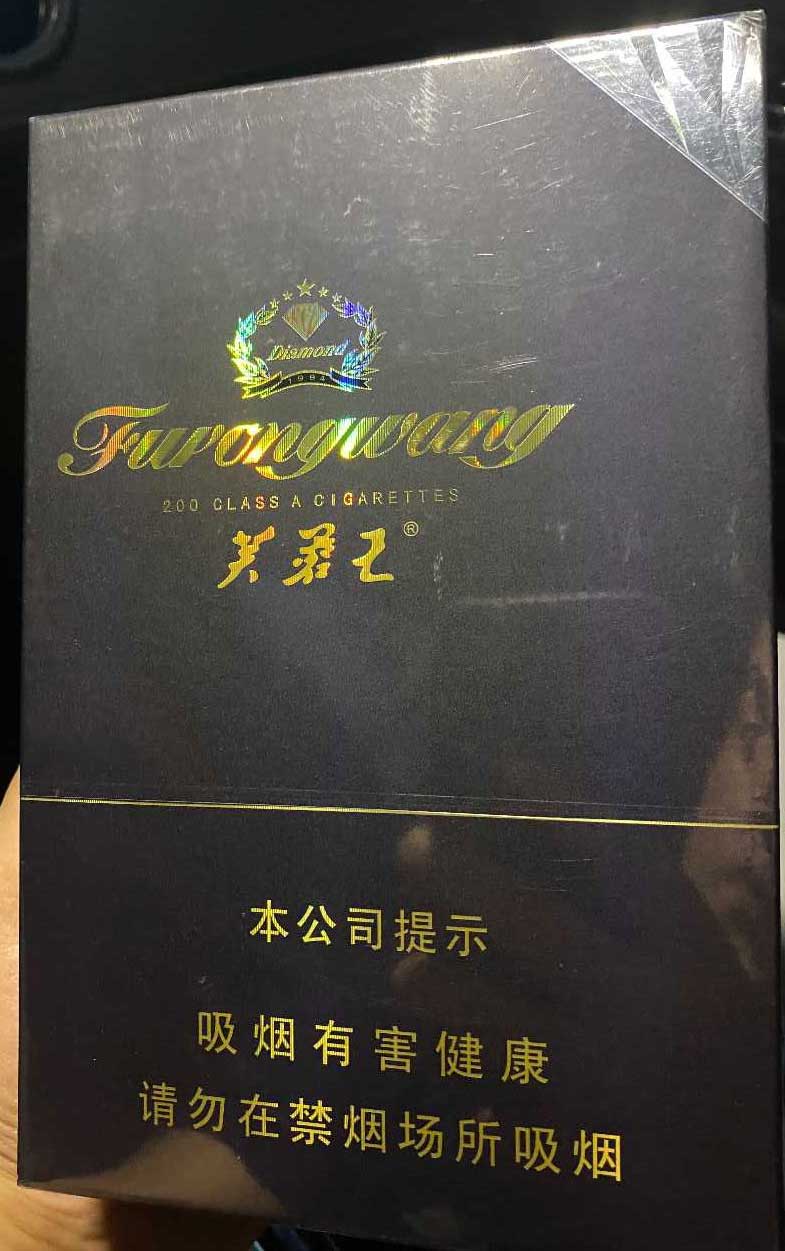 Diamond
1994
Furongwang
200 CLASS A CIGARETTES
芙蓉王®
本公司提示
吸烟有害健康
请勿在禁烟场所吸烟